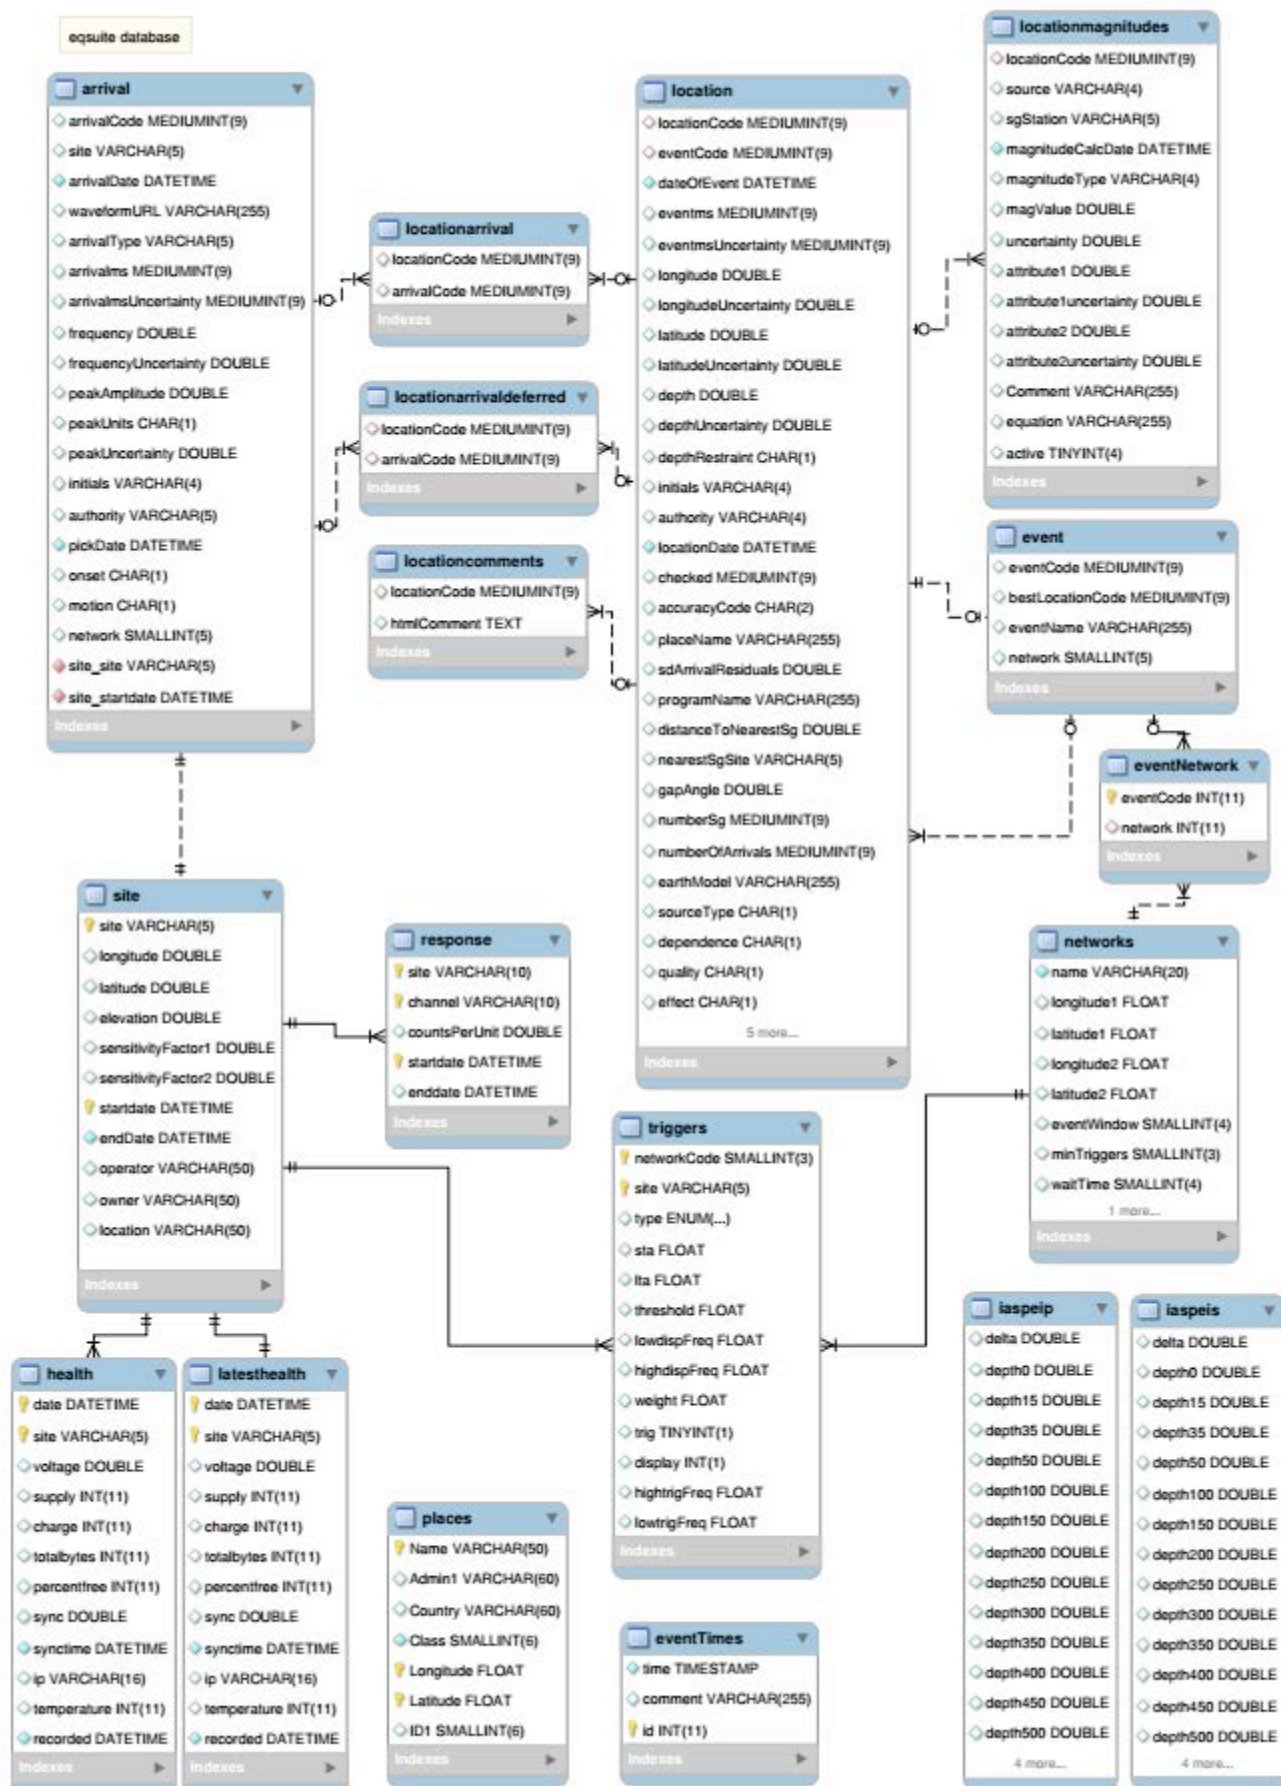 eqsuite database
arrival
arrivalCode MEDIUMINT(9)
site VARCHAR(5)
arrivalDate DATETIME
waveformURL VARCHAR(255)
arrivalType VARCHAR(5)
arrivalms MEDIUMINT(9)
arrivalmsUncertainty MEDIUMINT(9)
frequency DOUBLE
frequencyUncertainty DOUBLE
peakAmplitude DOUBLE
peakUnits CHAR(1)
peakUncertainty DOUBLE
initials VARCHAR(4)
authority VARCHAR(5)
pickDate DATETIME
onset CHAR(1)
motion CHAR(1)
network SMALLINT(5)
site_site VARCHAR(5)
site_startdate DATETIME
Indexes
locationarrival
locationCode MEDIUMINT(9)
arrivalCode MEDIUMINT(9)
Indexes
locationarrivaldeferred
locationCode MEDIUMINT(9)
arrivalCode MEDIUMINT(9)
Indexes
locationcomments
locationCode MEDIUMINT(9)
htmlComment TEXT
Indexes
location
locationCode MEDIUMINT(9)
eventCode MEDIUMINT(9)
dateOfEvent DATETIME
eventms MEDIUMINT(9)
eventmsUncertainty MEDIUMINT(9)
longitude DOUBLE
longitudeUncertainty DOUBLE
latitude DOUBLE
latitudeUncertainty DOUBLE
depth DOUBLE
depthUncertainty DOUBLE
depthRestraint CHAR(1)
initials VARCHAR(4)
authority VARCHAR(4)
locationDate DATETIME
checked MEDIUMINT(9)
accuracyCode CHAR(2)
placeName VARCHAR(255)
sdArrivalResiduals DOUBLE
programName VARCHAR(255)
distanceToNearestSg DOUBLE
nearestSgSite VARCHAR(5)
gapAngle DOUBLE
numberSg MEDIUMINT(9)
numberOfArrivals MEDIUMINT(9)
earthModel VARCHAR(255)
sourceType CHAR(1)
dependence CHAR(1)
quality CHAR(1)
effect CHAR(1)
5 more...
Indexes
locationmagnitudes
locationCode MEDIUMINT(9)
source VARCHAR(4)
sgStation VARCHAR(5)
magnitudeCalcDate DATETIME
magnitudeType VARCHAR(4)
magValue DOUBLE
uncertainty DOUBLE
attribute1 DOUBLE
attribute1uncertainty DOUBLE
attribute2 DOUBLE
attribute2uncertainty DOUBLE
Comment VARCHAR(255)
equation VARCHAR(255)
active TINYINT(4)
Indexes
event
eventCode MEDIUMINT(9)
bestLocationCode MEDIUMINT(9)
eventName VARCHAR(255)
network SMALLINT(5)
Indexes
eventNetwork
eventCode INT(11)
network INT(11)
Indexes
site
site VARCHAR(5)
longitude DOUBLE
latitude DOUBLE
elevation DOUBLE
sensitivityFactor1 DOUBLE
sensitivityFactor2 DOUBLE
startdate DATETIME
endDate DATETIME
operator VARCHAR(50)
owner VARCHAR(50)
location VARCHAR(50)
Indexes
response
site VARCHAR(10)
channel VARCHAR(10)
countsPerUnit DOUBLE
startdate DATETIME
enddate DATETIME
Indexes
networks
name VARCHAR(20)
longitude1 FLOAT
latitude1 FLOAT
longitude2 FLOAT
latitude2 FLOAT
eventWindow SMALLINT(4)
minTriggers SMALLINT(3)
waitTime SMALLINT(4)
1 more...
Indexes
triggers
networkCode SMALLINT(3)
site VARCHAR(5)
type ENUM(...)
sta FLOAT
lta FLOAT
threshold FLOAT
lowdispFreq FLOAT
highdispFreq FLOAT
weight FLOAT
trig TINYINT(1)
display INT(1)
hightrigFreq FLOAT
lowtrigFreq FLOAT
Indexes
health
date DATETIME
site VARCHAR(5)
voltage DOUBLE
supply INT(11)
charge INT(11)
totalbytes INT(11)
percentfree INT(11)
sync DOUBLE
synctime DATETIME
ip VARCHAR(16)
temperature INT(11)
recorded DATETIME
Indexes
latesthealth
date DATETIME
site VARCHAR(5)
voltage DOUBLE
supply INT(11)
charge INT(11)
totalbytes INT(11)
percentfree INT(11)
sync DOUBLE
synctime DATETIME
ip VARCHAR(16)
temperature INT(11)
recorded DATETIME
Indexes
places
Name VARCHAR(50)
Admin1 VARCHAR(60)
Country VARCHAR(60)
Class SMALLINT(6)
Longitude FLOAT
Latitude FLOAT
ID1 SMALLINT(6)
Indexes
eventTimes
time TIMESTAMP
comment VARCHAR(255)
id INT(11)
Indexes
iaspeip
delta DOUBLE
depth0 DOUBLE
depth15 DOUBLE
depth35 DOUBLE
depth50 DOUBLE
depth100 DOUBLE
depth150 DOUBLE
depth200 DOUBLE
depth250 DOUBLE
depth300 DOUBLE
depth350 DOUBLE
depth400 DOUBLE
depth450 DOUBLE
depth500 DOUBLE
4 more...
iaspeis
delta DOUBLE
depth0 DOUBLE
depth15 DOUBLE
depth35 DOUBLE
depth50 DOUBLE
depth100 DOUBLE
depth150 DOUBLE
depth200 DOUBLE
depth250 DOUBLE
depth300 DOUBLE
depth350 DOUBLE
depth400 DOUBLE
depth450 DOUBLE
depth500 DOUBLE
4 more...